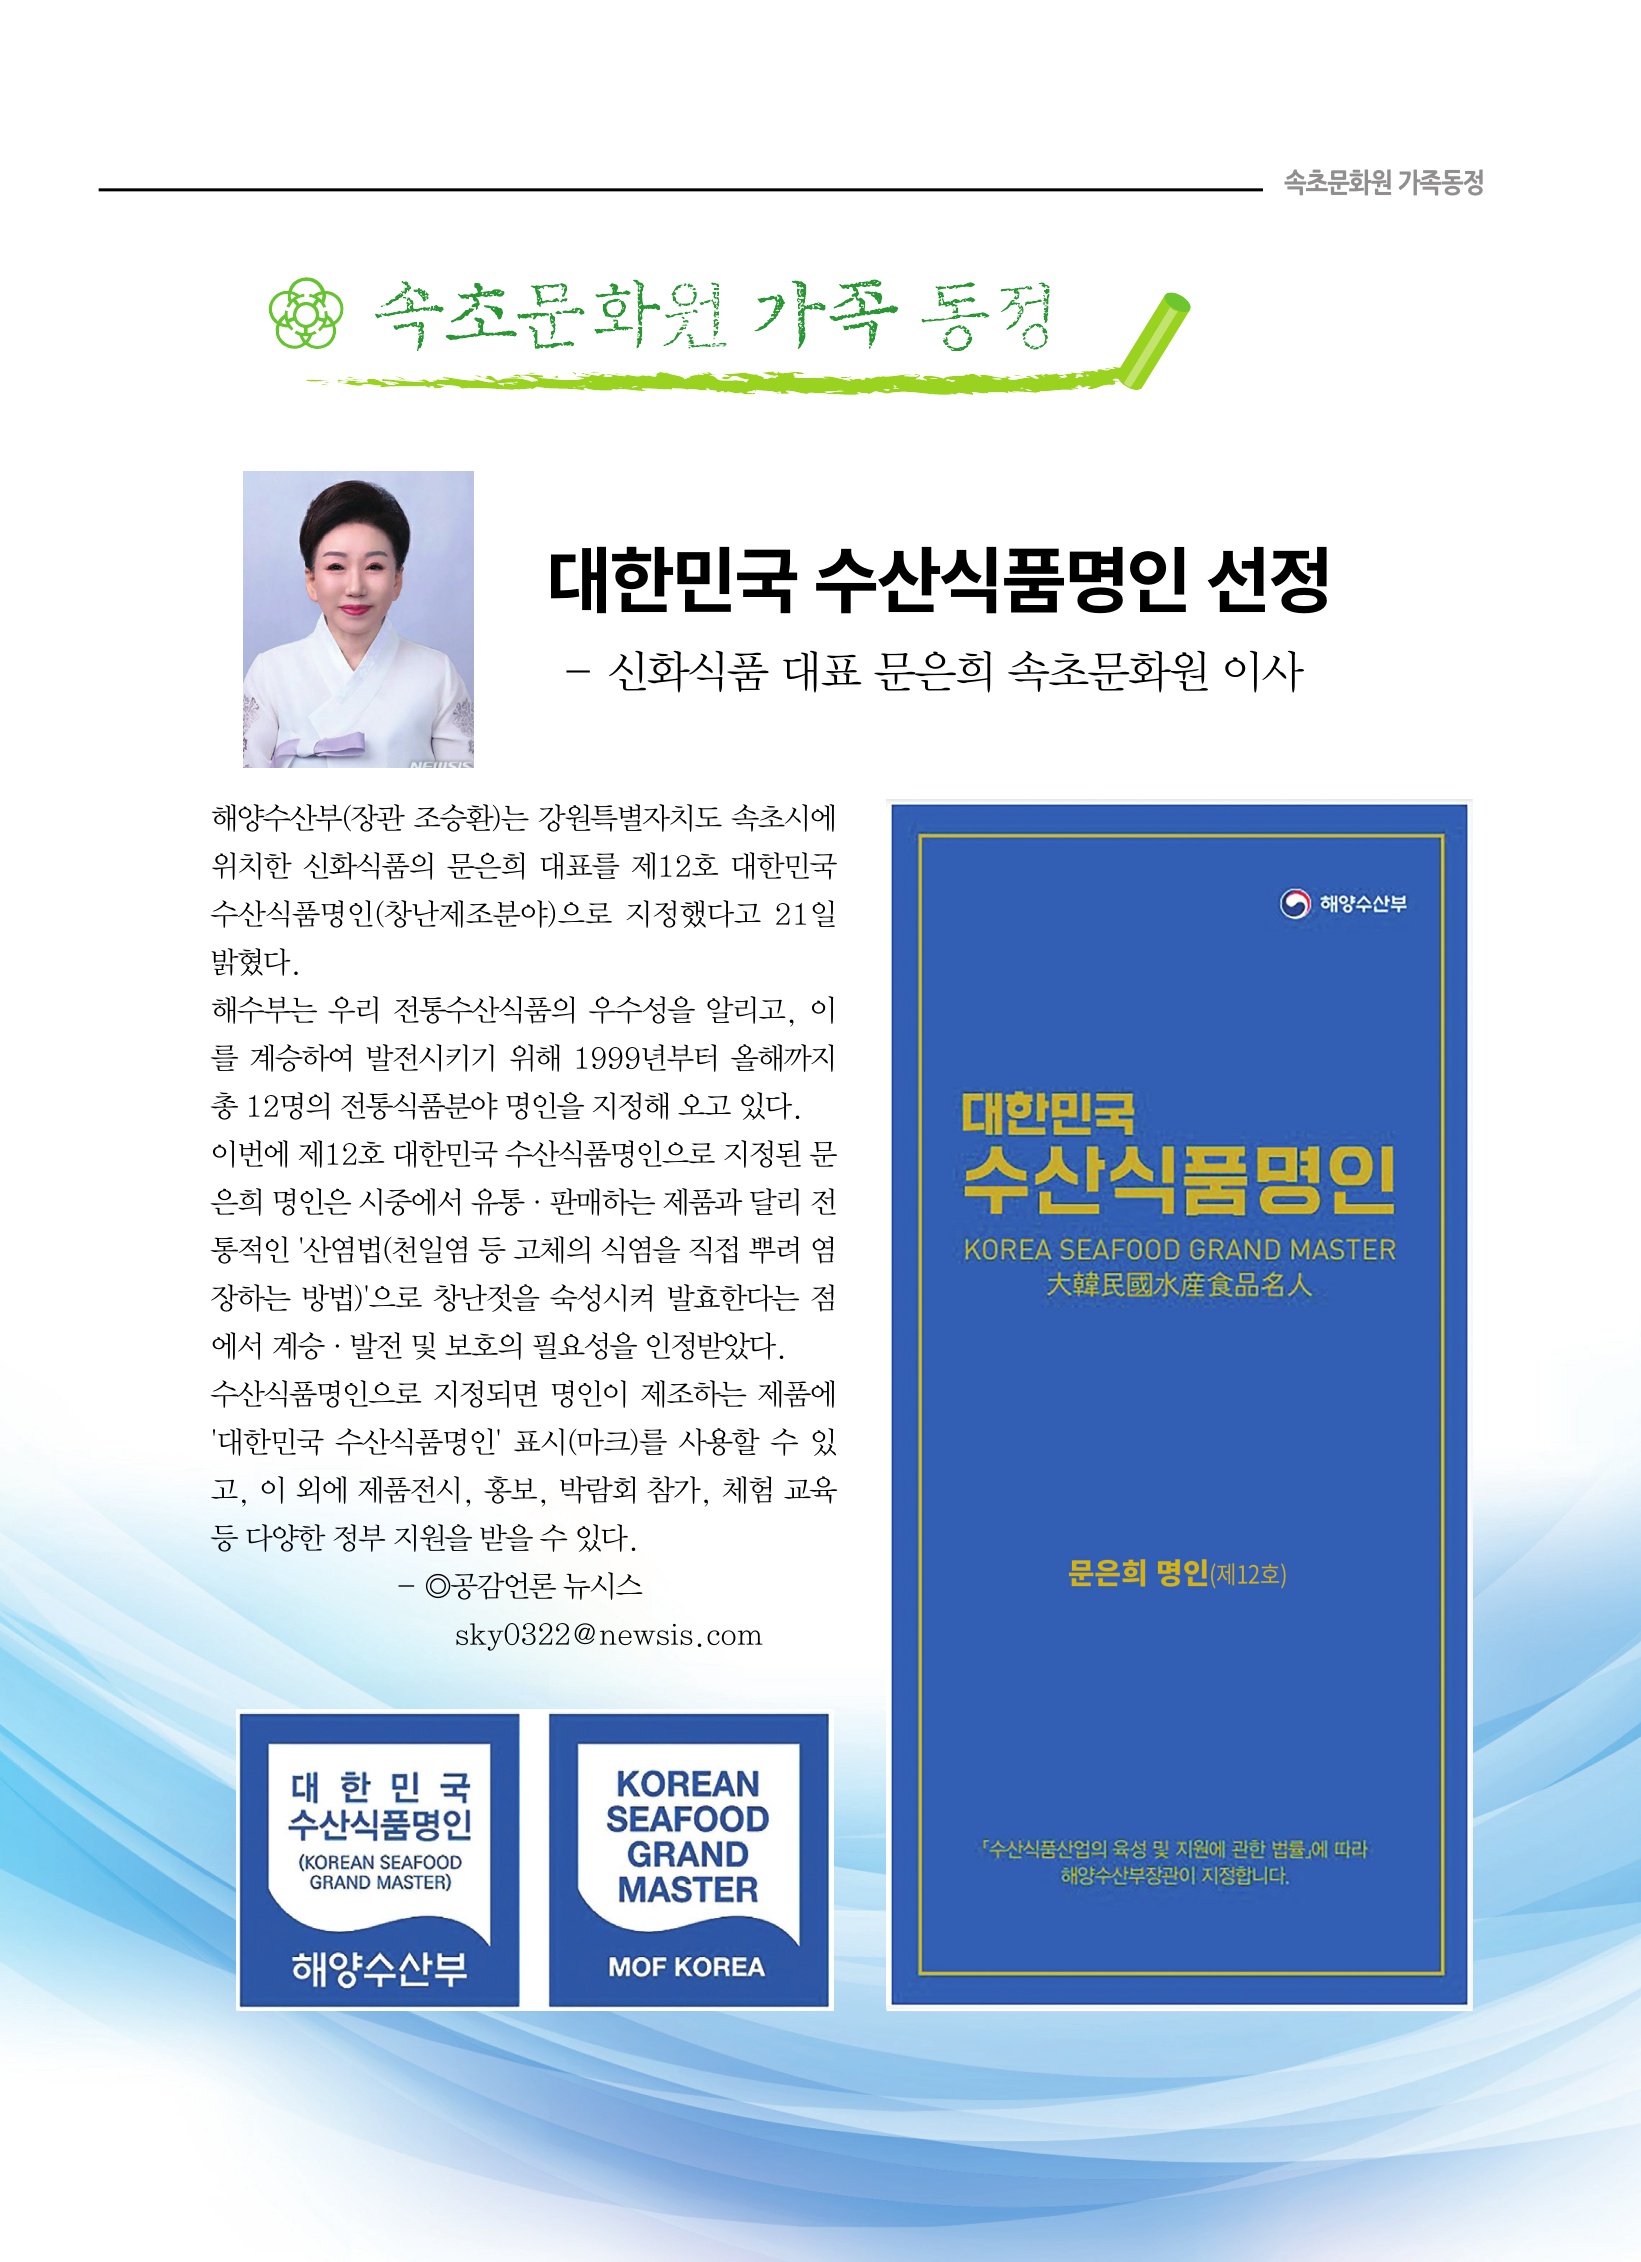 속초문화원 가족동정
속초문화원 가족 동정
대한민국 수산식품명인 선정
- 신화식품 대표 문은희 속초문화원 이사
NEWSIS
해양수산부(장관 조승환)는 강원특별자치도 속초시에
위치한 신화식품의 문은희 대표를 제12호 대한민국
수산식품명인(창난제조분야)으로 지정했다고 21일
밝혔다.
해수부는 우리 전통수산식품의 우수성을 알리고, 이
를 계승하여 발전시키기 위해 1999년부터 올해까지
총 12명의 전통식품분야 명인을 지정해 오고 있다.
이번에 제12호 대한민국 수산식품명인으로 지정된 문
은희 명인은 시중에서 유통·판매하는 제품과 달리 전
통적인 '산염법(천일염 등 고체의 식염을 직접 뿌려 염
장하는 방법)'으로 창난젓을 숙성시켜 발효한다는 점
에서 계승·발전 및 보호의 필요성을 인정받았다.
수산식품명인으로 지정되면 명인이 제조하는 제품에
'대한민국 수산식품명인' 표시(마크)를 사용할 수 있
고, 이 외에 제품전시, 홍보, 박람회 참가, 체험 교육
등 다양한 정부 지원을 받을 수 있다.
- ◎공감언론 뉴시스
sky0322@newsis.com
대 한 민 국
수산식품명인
(KOREAN SEAFOOD
GRAND MASTER)
해양수산부
KOREAN
SEAFOOD
GRAND
MASTER
MOF KOREA
해양수산부
대한민국
수산식품명인
KOREA SEAFOOD GRAND MASTER
大韓民國水産食品名人
문은희 명인(제12호)
「수산식품산업의 육성 및 지원에 관한 법률」에 따라
해양수산부장관이 지정합니다.